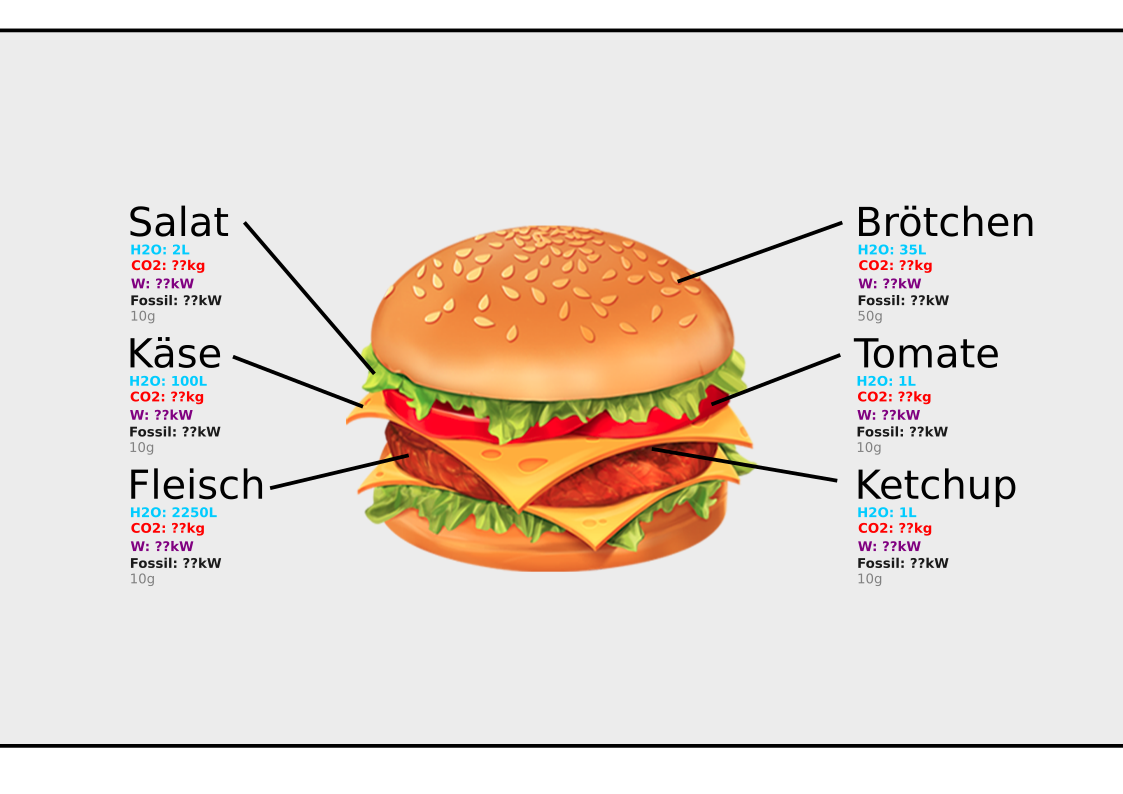 Salat
H2O: 2L
CO2: ??kg
W: ??kW
Fossil: ??kW
10g
Käse
H2O: 100L
CO2: ??kg
W: ??kW
Fossil: ??kW
10g
Fleisch
H2O: 2250L
CO2: ??kg
W: ??kW
Fossil: ??kW
10g
Brötchen
H2O: 35L
CO2: ??kg
W: ??kW
Fossil: ??kW
50g
Tomate
H2O: 1L
CO2: ??kg
W: ??kW
Fossil: ??kW
10g
Ketchup
H2O: 1L
CO2: ??kg
W: ??kW
Fossil: ??kW
10g